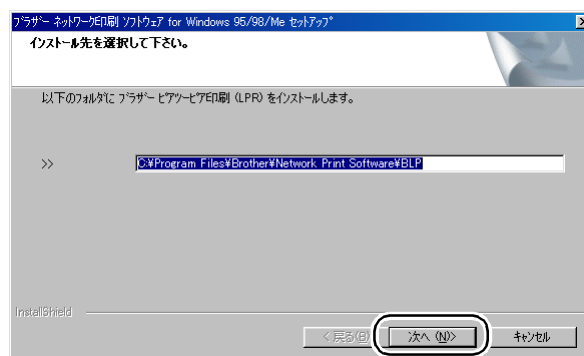 ブラザー ネットワーク印刷 ソフトウェア for Windows 95/98/Me セットアップ
インストール先を選択して下さい。
以下のフォルダに ブラザー ピアツーピア印刷 (LPR) をインストールします。
>> C:¥Program Files¥Brother¥Network Print Software¥BLP
InstallShield
< 戻る(B) 次へ (N)> キャンセル